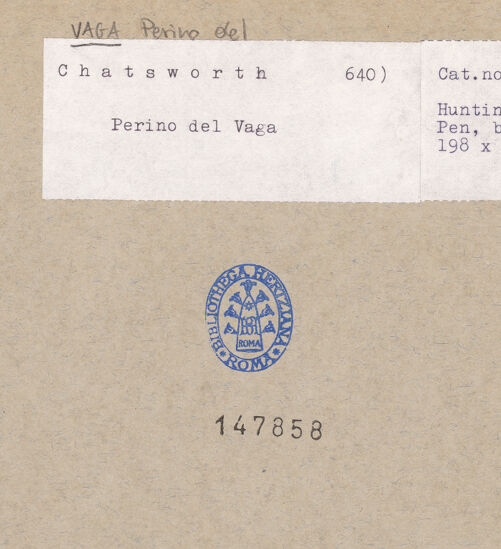 VAGA Perino del
Chatsworth 640)
Perino del Vaga
Cat.no
Huntin
Pen, b
198 x
BIBLIOTHECA HERTZIANA
ROMA
ROMA
147858